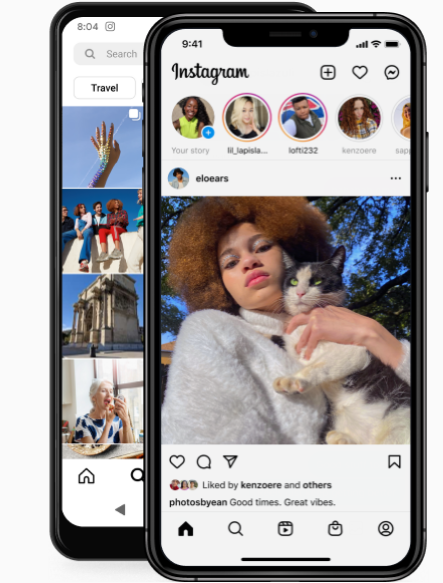 8:04
Search
Travel
9:41
Instagram
Your story
lil_lapisla...
lofti232
kenzoere
sapp
eloears
Liked by kenzoere and others
photosbyean Good times. Great vibes.